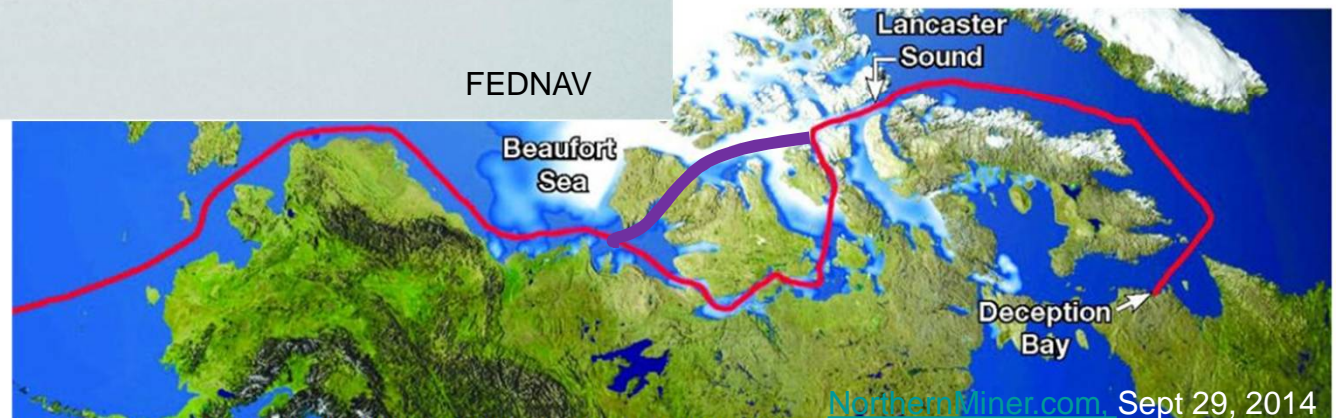 FEDNAV
Lancaster
Sound
Beaufort
Sea
Deception
Bay
NorthernMiner.com, Sept 29, 2014